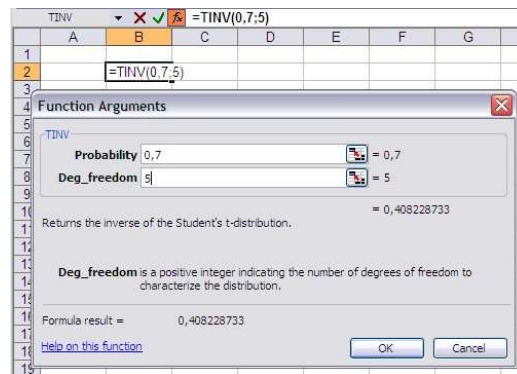 TINV =TINV(0,7;5)
A B C D E F G
1
2 =TINV(0,7;5)
3
4 Function Arguments
5 TINV
6
7 Probability 0,7 = 0,7
8 Deg_freedom 5 = 5
9
10 = 0,408228733
11 Returns the inverse of the Student's t-distribution.
12
13 Deg_freedom is a positive integer indicating the number of degrees of freedom to
14 characterize the distribution.
15
16 Formula result = 0,408228733
17
18 Help on this function OK Cancel
19